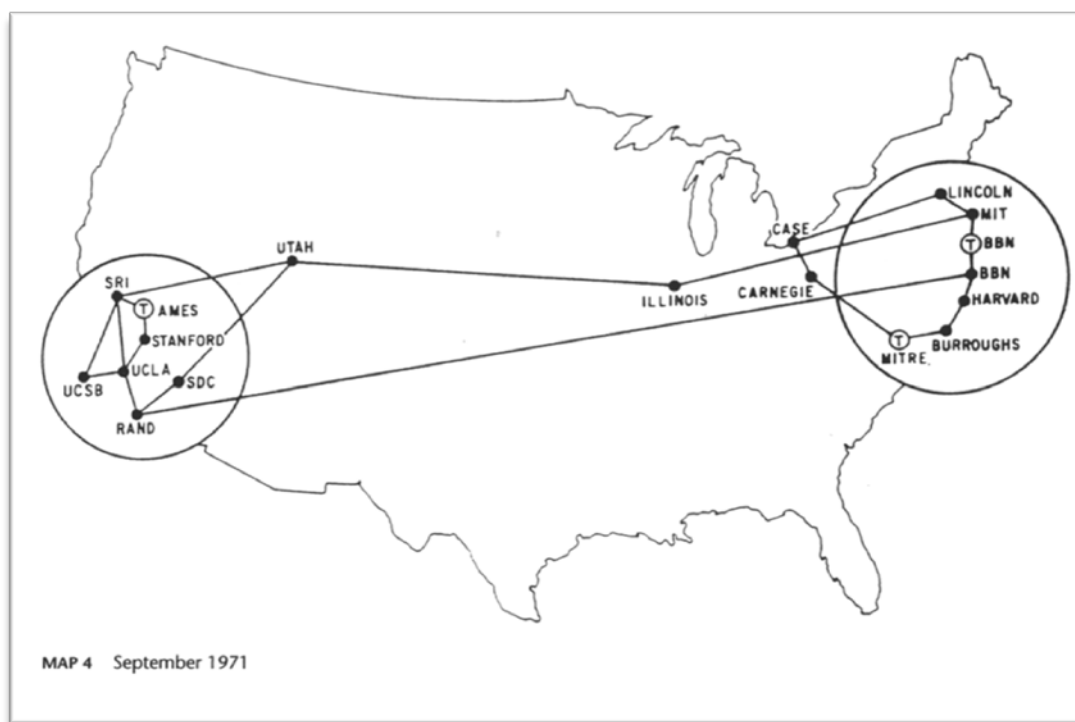 LINCOLN
MIT
CASE
T BBN
UTAH
BBN
SRI
ILLINOIS
CARNEGIE
HARVARD
T AMES
STANFORD
T
BURROUGHS
MITRE
UCLA
SDC
UCSB
RAND
MAP 4 September 1971